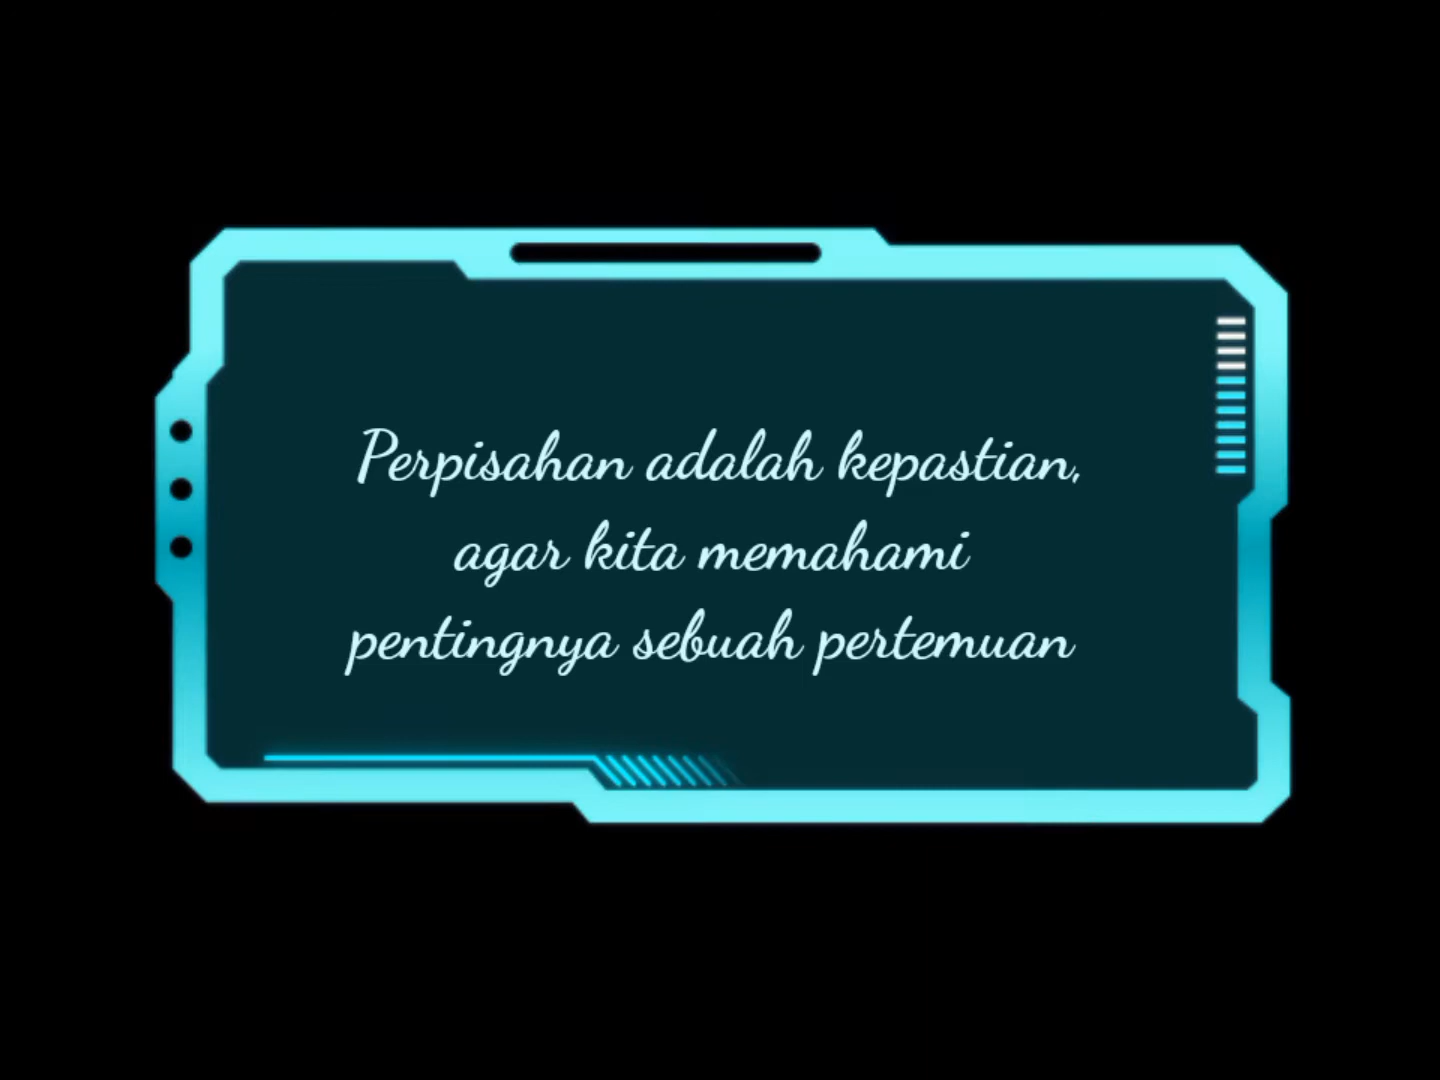 Perpisahan adalah kepastian,
agar kita memahami
pentingnya sebuah pertemuan